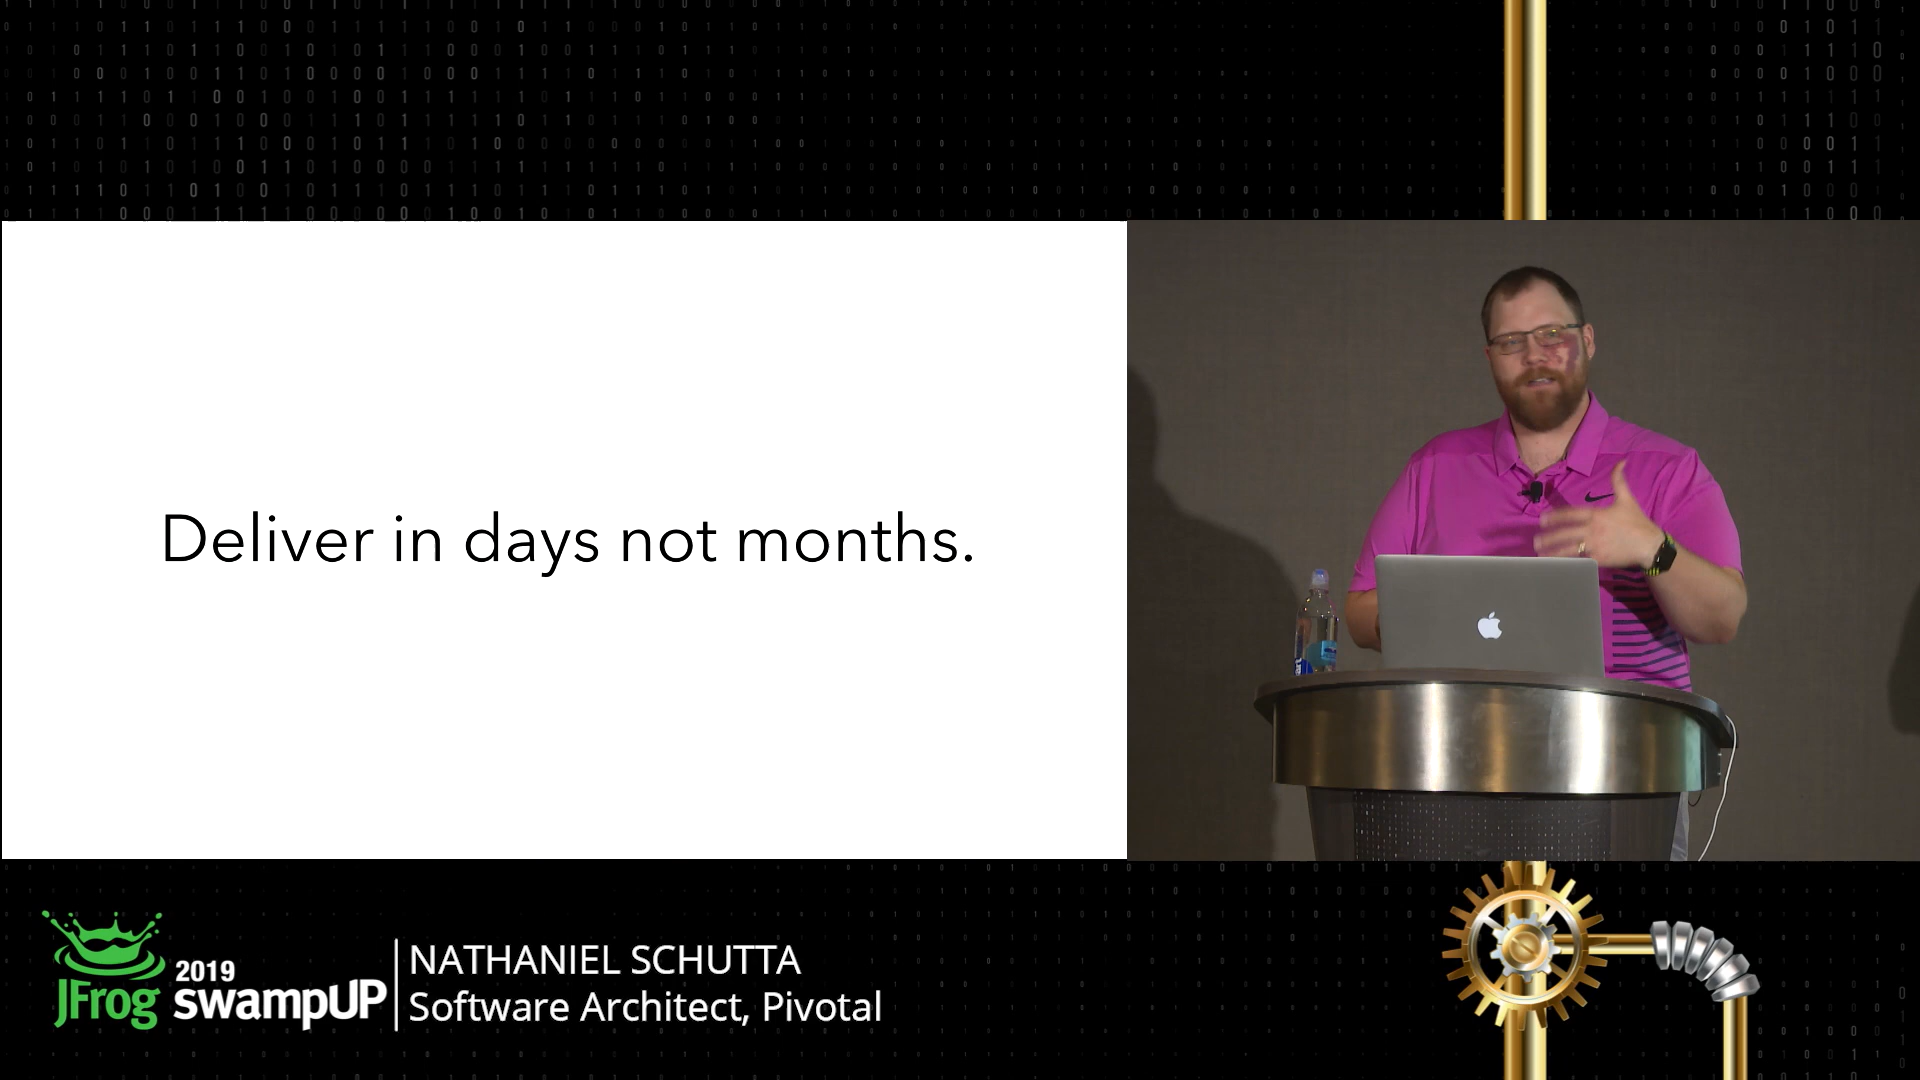 Deliver in days not months.
JFrog
2019
swampUP
NATHANIEL SCHUTTA
Software Architect, Pivotal